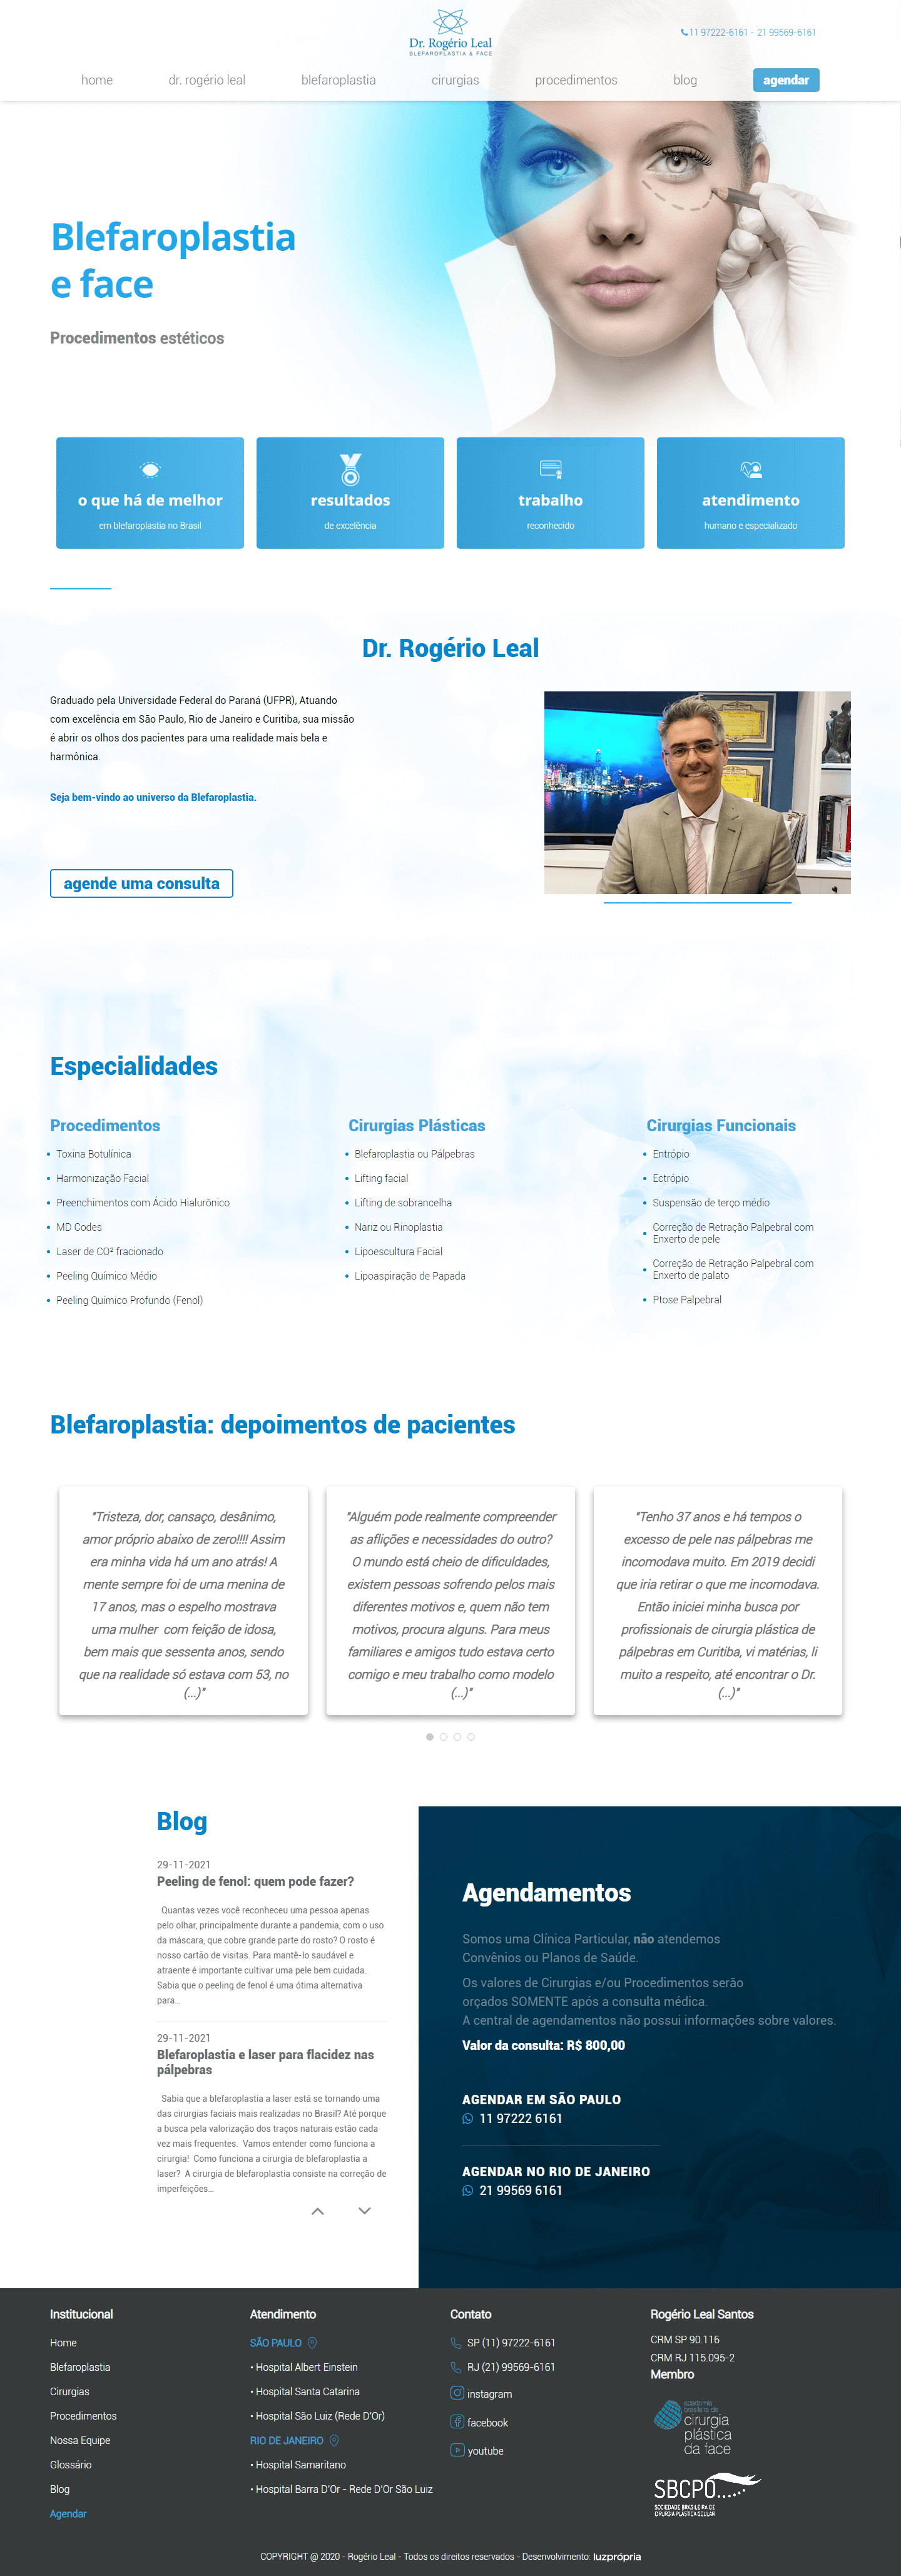 Dr. Rogério Leal
BLEFAROPLASTIA & FACE
11 97222-6161 - 21 99569-6161
home
dr. rogério leal
blefaroplastia
cirurgias
procedimentos
blog
agendar
Blefaroplastia
e face
Procedimentos estéticos
o que há de melhor
em blefaroplastia no Brasil
resultados
de excelência
trabalho
reconhecido
atendimento
humano e especializado
Dr. Rogério Leal
Graduado pela Universidade Federal do Paraná (UFPR), Atuando
com excelência em São Paulo, Rio de Janeiro e Curitiba, sua missão
é abrir os olhos dos pacientes para uma realidade mais bela e
harmônica.
Seja bem-vindo ao universo da Blefaroplastia.
agende uma consulta
Especialidades
Procedimentos
• Toxina Botulínica
• Harmonização Facial
• Preenchimentos com Ácido Hialurônico
• MD Codes
• Laser de CO² fracionado
• Peeling Químico Médio
• Peeling Químico Profundo (Fenol)
Cirurgias Plásticas
• Blefaroplastia ou Pálpebras
• Lifting facial
• Lifting de sobrancelha
• Nariz ou Rinoplastia
• Lipoescultura Facial
• Lipoaspiração de Papada
Cirurgias Funcionais
• Entrópio
• Ectrópio
• Suspensão de terço médio
• Correção de Retração Palpebral com
Enxerto de pele
• Correção de Retração Palpebral com
Enxerto de palato
• Ptose Palpebral
Blefaroplastia: depoimentos de pacientes
"Tristeza, dor, cansaço, desânimo,
amor próprio abaixo de zero!!!! Assim
era minha vida há um ano atrás! A
mente sempre foi de uma menina de
17 anos, mas o espelho mostrava
uma mulher com feição de idosa,
bem mais que sessenta anos, sendo
que na realidade só estava com 53, no
(...)"
"Alguém pode realmente compreender
as aflições e necessidades do outro?
O mundo está cheio de dificuldades,
existem pessoas sofrendo pelos mais
diferentes motivos e, quem não tem
motivos, procura alguns. Para meus
familiares e amigos tudo estava certo
comigo e meu trabalho como modelo
(...)"
"Tenho 37 anos e há tempos o
excesso de pele nas pálpebras me
incomodava muito. Em 2019 decidi
que iria retirar o que me incomodava.
Então iniciei minha busca por
profissionais de cirurgia plástica de
pálpebras em Curitiba, vi matérias, li
muito a respeito, até encontrar o Dr.
(...)"
Blog
29-11-2021
Peeling de fenol: quem pode fazer?
Quantas vezes você reconheceu uma pessoa apenas
pelo olhar, principalmente durante a pandemia, com o uso
da máscara, que cobre grande parte do rosto? O rosto é
nosso cartão de visitas. Para mantê-lo saudável e
atraente é importante cultivar uma pele bem cuidada.
Sabia que o peeling de fenol é uma ótima alternativa
para...
29-11-2021
Blefaroplastia e laser para flacidez nas
pálpebras
Sabia que a blefaroplastia a laser está se tornando uma
das cirurgias faciais mais realizadas no Brasil? Até porque
a busca pela valorização dos traços naturais estão cada
vez mais frequentes. Vamos entender como funciona a
cirurgia! Como funciona a cirurgia de blefaroplastia a
laser? A cirurgia de blefaroplastia consiste na correção de
imperfeições...
Agendamentos
Somos uma Clínica Particular, não atendemos
Convênios ou Planos de Saúde.
Os valores de Cirurgias e/ou Procedimentos serão
orçados SOMENTE após a consulta médica.
A central de agendamentos não possui informações sobre valores.
Valor da consulta: R$ 800,00
AGENDAR EM SÃO PAULO
11 97222 6161
AGENDAR NO RIO DE JANEIRO
21 99569 6161
Institucional
Home
Blefaroplastia
Cirurgias
Procedimentos
Nossa Equipe
Glossário
Blog
Agendar
Atendimento
SÃO PAULO
• Hospital Albert Einstein
• Hospital Santa Catarina
• Hospital São Luiz (Rede D'Or)
RIO DE JANEIRO
• Hospital Samaritano
• Hospital Barra D'Or - Rede D'Or São Luiz
Contato
SP (11) 97222-6161
RJ (21) 99569-6161
instagram
facebook
youtube
Rogério Leal Santos
CRM SP 90.116
CRM RJ 115.095-2
Membro
academia
brasileira de
cirurgia
plástica
da face
SBCPO
SOCIEDADE BRASILEIRA DE
CIRURGIA PLÁSTICA OCULAR
COPYRIGHT @ 2020 - Rogério Leal - Todos os direitos reservados - Desenvolvimento: luzprópria